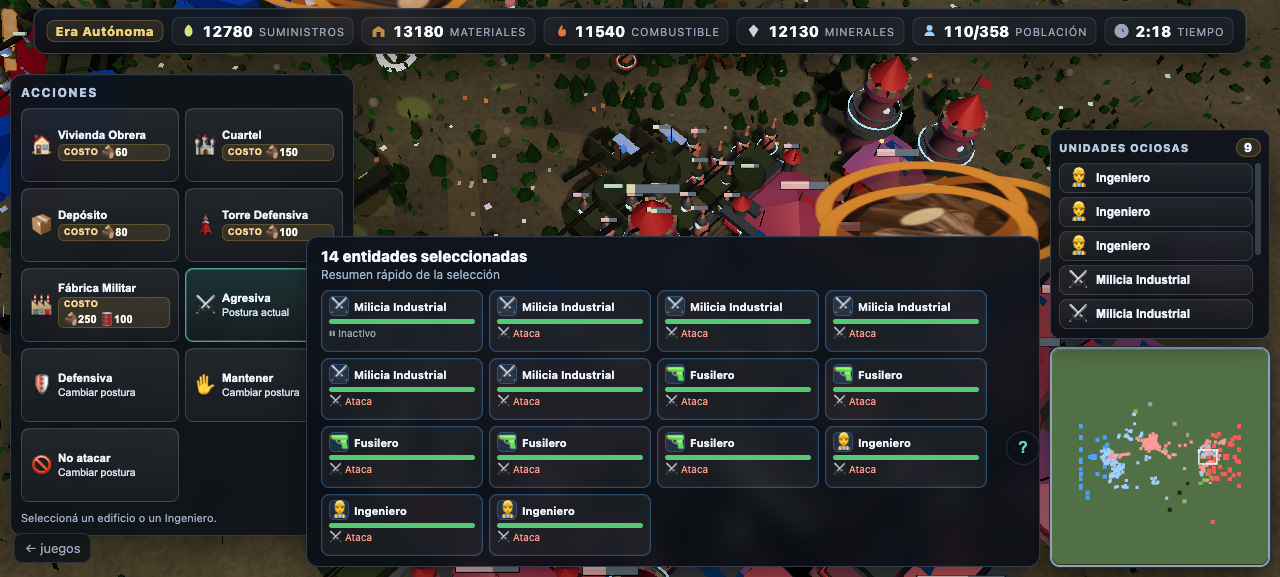 Era Autónoma
12780 SUMINISTROS
13180 MATERIALES
11540 COMBUSTIBLE
12130 MINERALES
110/358 POBLACIÓN
2:18 TIEMPO
ACCIONES
Vivienda Obrera
COSTO 60
Cuartel
COSTO 150
Depósito
COSTO 80
Torre Defensiva
COSTO 100
Fábrica Militar
COSTO
250 100
Agresiva
Postura actual
Defensiva
Cambiar postura
Mantener
Cambiar postura
No atacar
Cambiar postura
Seleccioná un edificio o un Ingeniero.
← juegos
14 entidades seleccionadas
Resumen rápido de la selección
Milicia Industrial
Inactivo
Milicia Industrial
Ataca
Milicia Industrial
Ataca
Milicia Industrial
Ataca
Milicia Industrial
Ataca
Milicia Industrial
Ataca
Fusilero
Ataca
Fusilero
Ataca
Fusilero
Ataca
Fusilero
Ataca
Fusilero
Ataca
Ingeniero
Ataca
Ingeniero
Ataca
Ingeniero
Ataca
?
UNIDADES OCIOSAS
9
Ingeniero
Ingeniero
Ingeniero
Milicia Industrial
Milicia Industrial